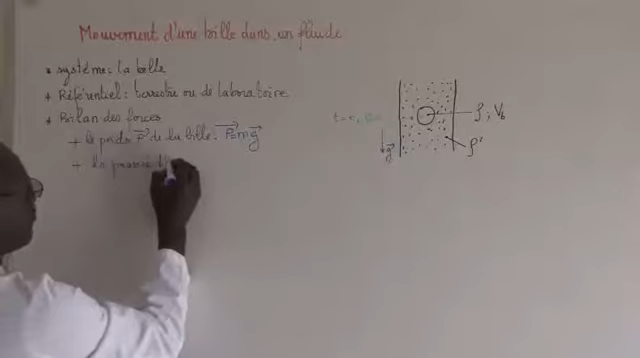 Mouvement d'une bille dans un fluide
* système: la bille
* Référentiel: terrestre ou de laboratoire
* Bilan des forces
+ le poids P⃗ de la bille. P⃗=mg⃗
+ la poussée d'
ρ; V₀
ρ'
g⃗